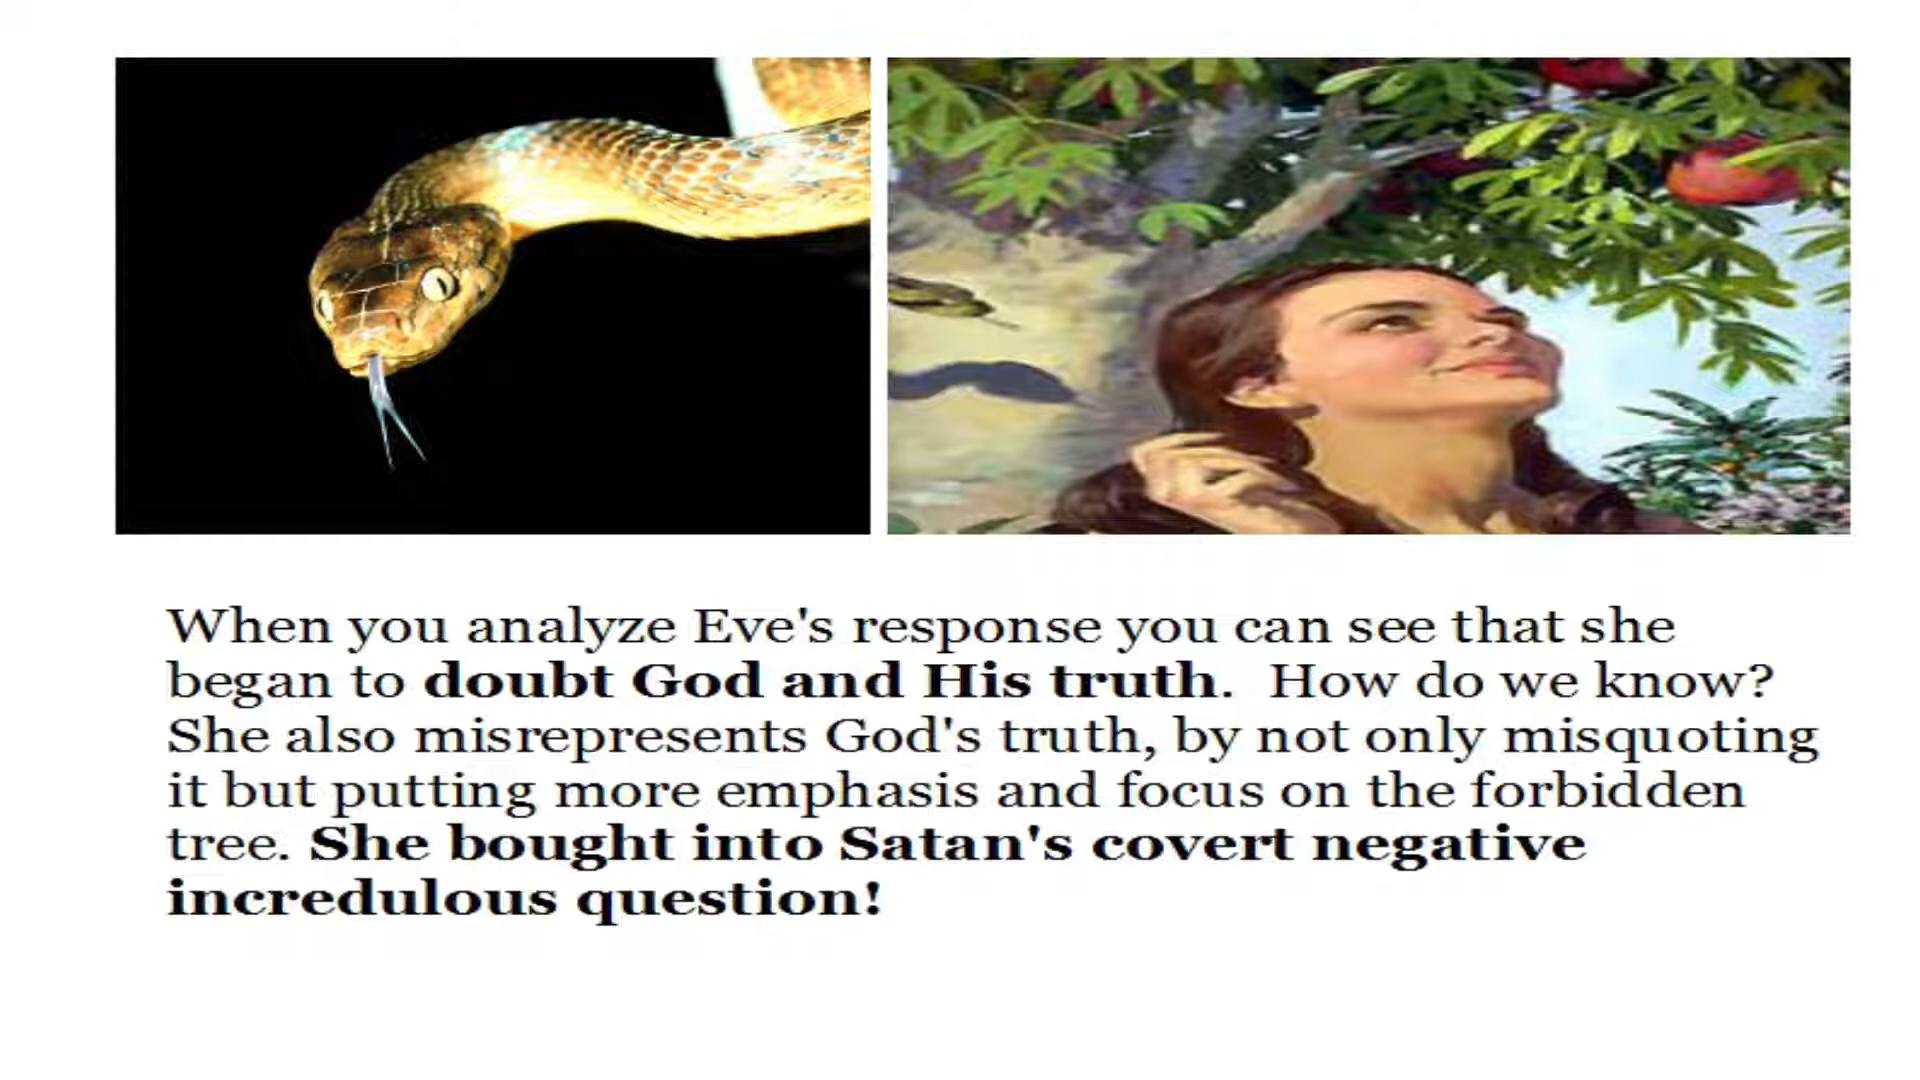 When you analyze Eve's response you can see that she
began to doubt God and His truth.  How do we know?
She also misrepresents God's truth, by not only misquoting
it but putting more emphasis and focus on the forbidden
tree. She bought into Satan's covert negative
incredulous question!